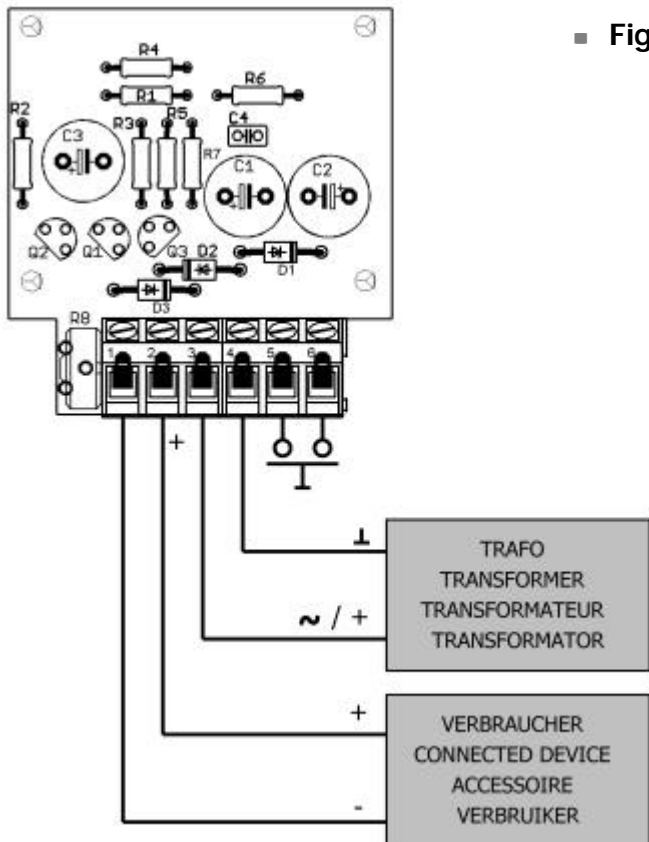 Fig
R4
R1
R6
R2
C3
R3
R5
C4
R7
C1
C2
Q2
Q1
Q3
D2
D1
D3
R8
1 2 3 4 5 6
+
⊥
TRAFO
TRANSFORMER
TRANSFORMATEUR
TRANSFORMATOR
~ / +
+
VERBRAUCHER
CONNECTED DEVICE
ACCESSOIRE
VERBRUIKER
-